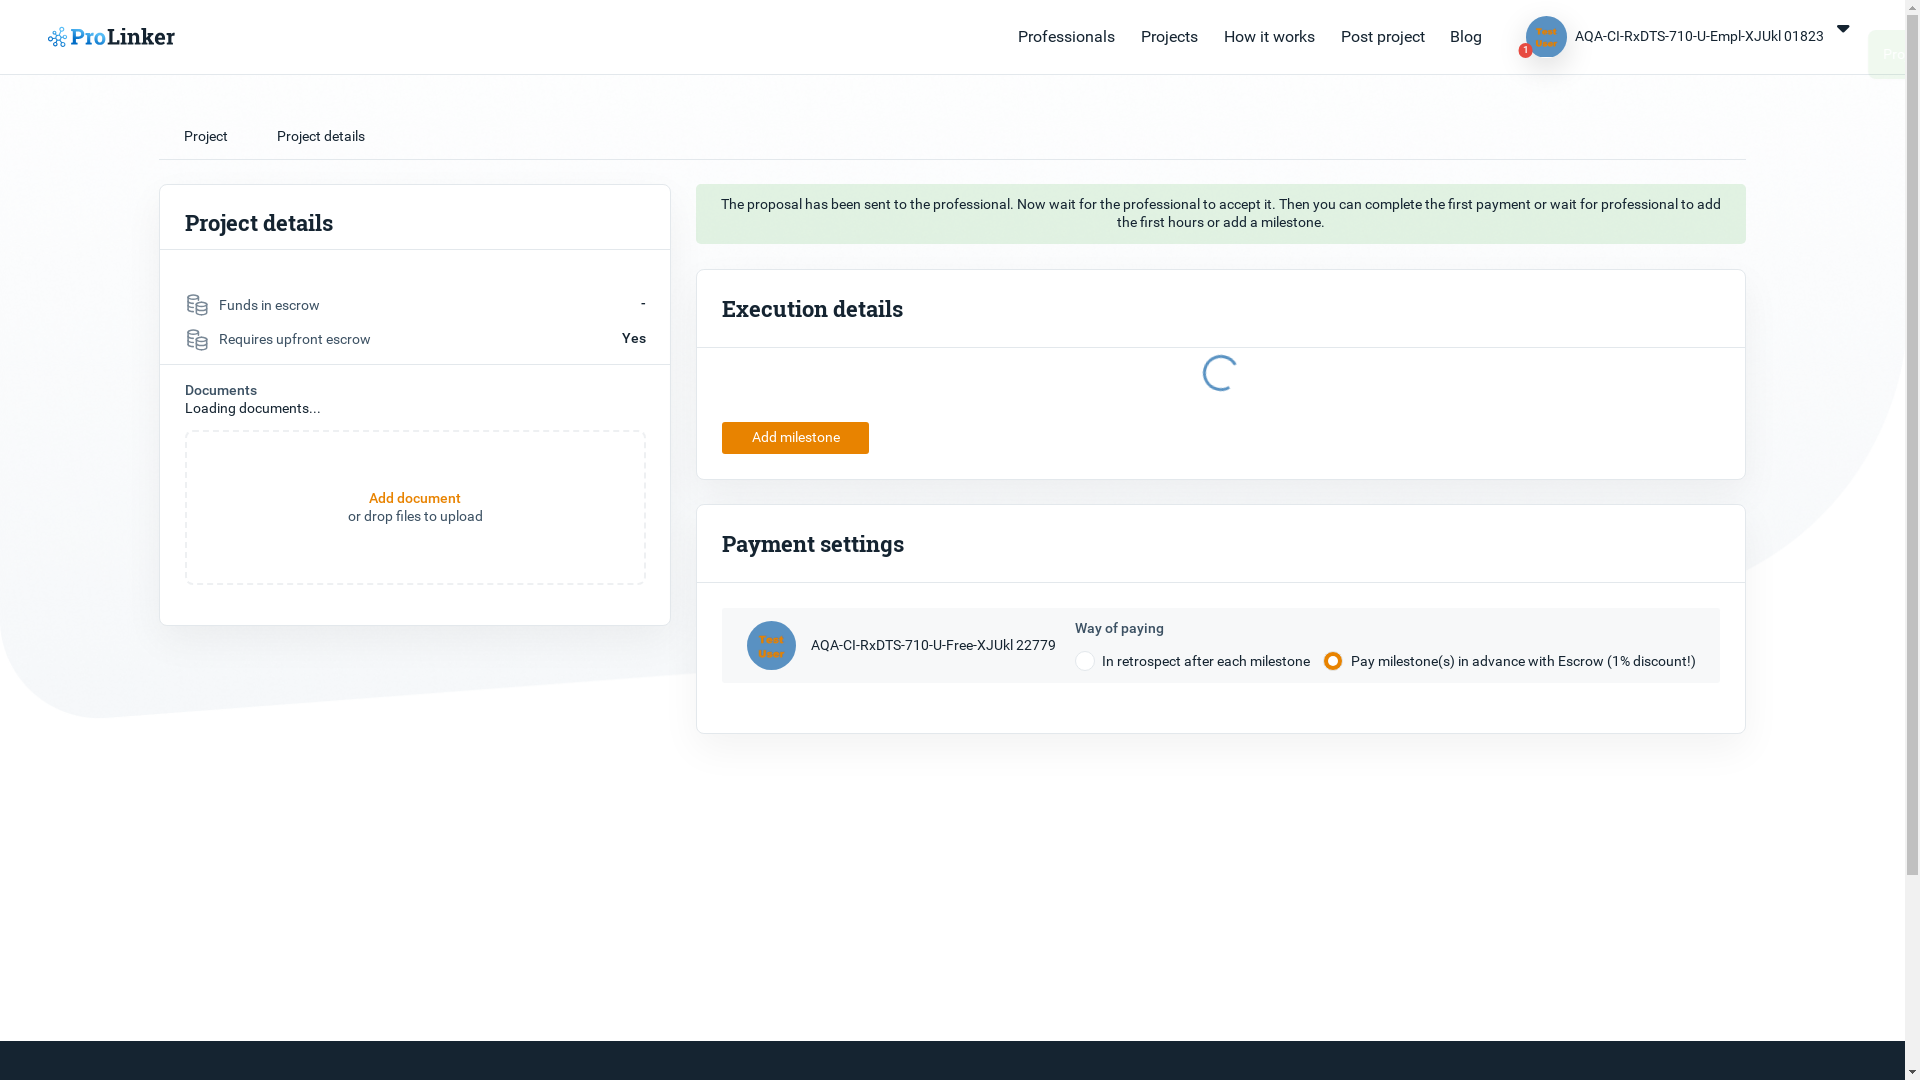 ProLinker
Professionals
Projects
How it works
Post project
Blog
Test
User
1
AQA-CI-RxDTS-710-U-Empl-XJUkl 01823
Pro
Project
Project details
Project details
Funds in escrow
-
Requires upfront escrow
Yes
Documents
Loading documents...
Add document
or drop files to upload
The proposal has been sent to the professional. Now wait for the professional to accept it. Then you can complete the first payment or wait for professional to add
the first hours or add a milestone.
Execution details
Add milestone
Payment settings
Test
User
AQA-CI-RxDTS-710-U-Free-XJUkl 22779
Way of paying
In retrospect after each milestone
Pay milestone(s) in advance with Escrow (1% discount!)